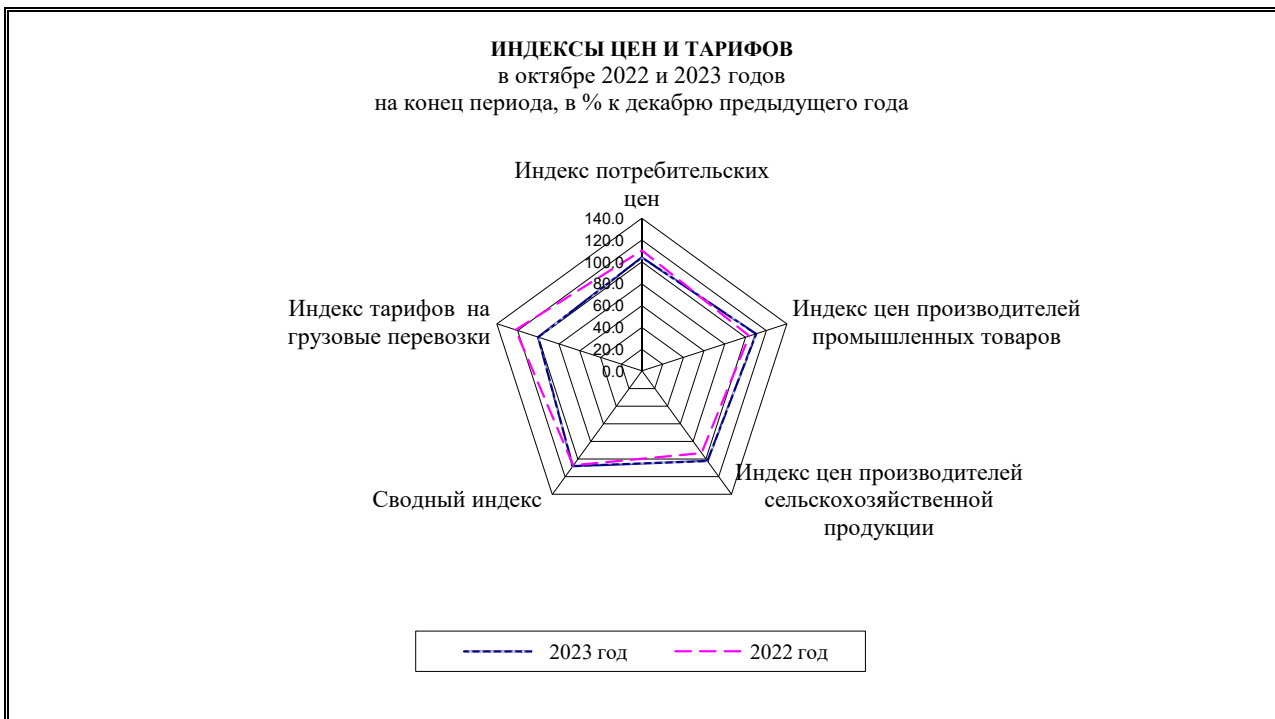 ИНДЕКСЫ ЦЕН И ТАРИФОВ
в октябре 2022 и 2023 годов
на конец периода, в % к декабрю предыдущего года
Индекс потребительских
цен
140.0
120.0
100.0
80.0
60.0
40.0
20.0
0.0
Индекс тарифов на
грузовые перевозки
Индекс цен производителей
промышленных товаров
Сводный индекс
Индекс цен производителей
сельскохозяйственной
продукции
2023 год
2022 год